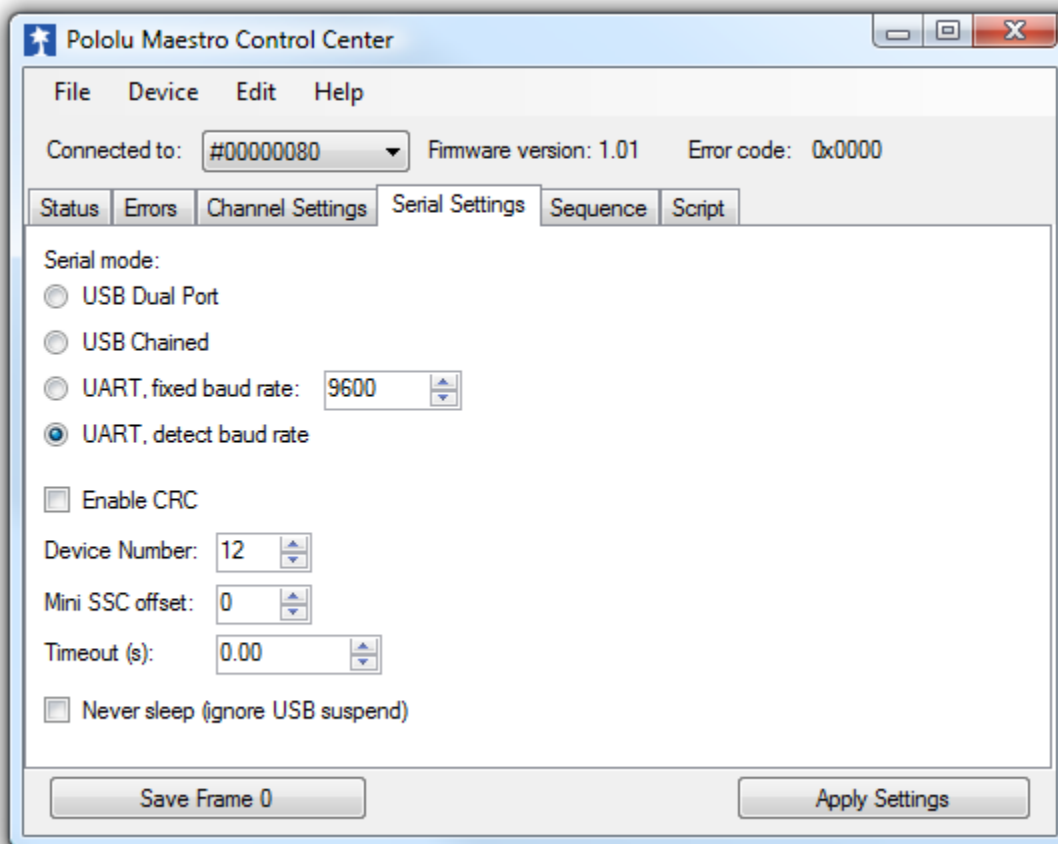 Pololu Maestro Control Center
File Device Edit Help
Connected to: #00000080 Firmware version: 1.01 Error code: 0x0000
Status Errors Channel Settings Serial Settings Sequence Script
Serial mode:
USB Dual Port
USB Chained
UART, fixed baud rate: 9600
UART, detect baud rate
Enable CRC
Device Number: 12
Mini SSC offset: 0
Timeout (s): 0.00
Never sleep (ignore USB suspend)
Save Frame 0 Apply Settings